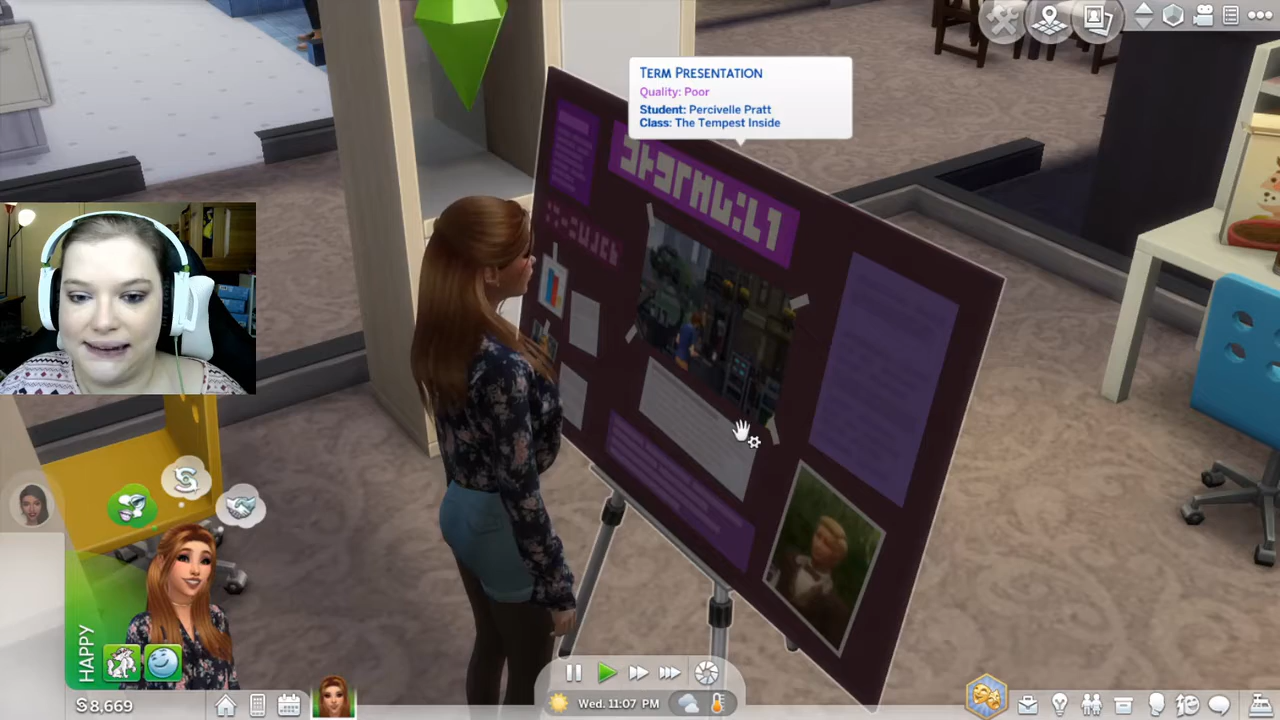 TERM PRESENTATION
Quality: Poor
Student: Percivelle Pratt
Class: The Tempest Inside
HAPPY
§8,669
Wed. 11:07 PM